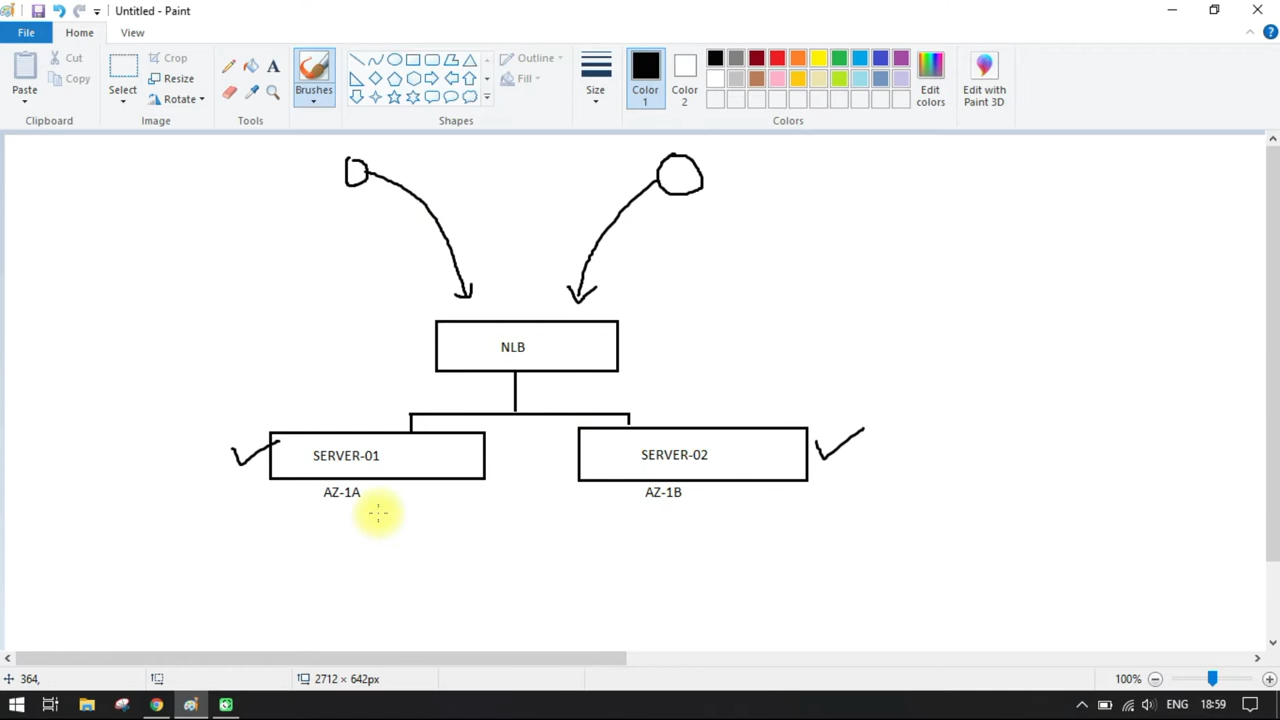 Untitled - Paint
File
Home
View
Paste
Cut
Copy
Clipboard
Select
Crop
Resize
Rotate
Image
Tools
Brushes
Outline
Fill
Shapes
Size
Color 1
Color 2
Edit colors
Colors
Edit with Paint 3D
NLB
SERVER-01
SERVER-02
AZ-1A
AZ-1B
364,
2712 × 642px
100%
ENG
18:59